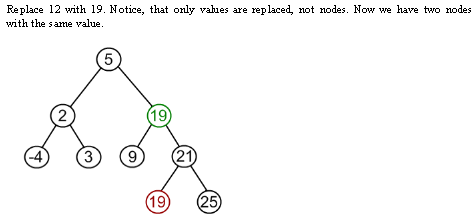 Replace 12 with 19. Notice, that only values are replaced, not nodes. Now we have two nodes
with the same value.
5
2 19
-4 3 9 21
19 25